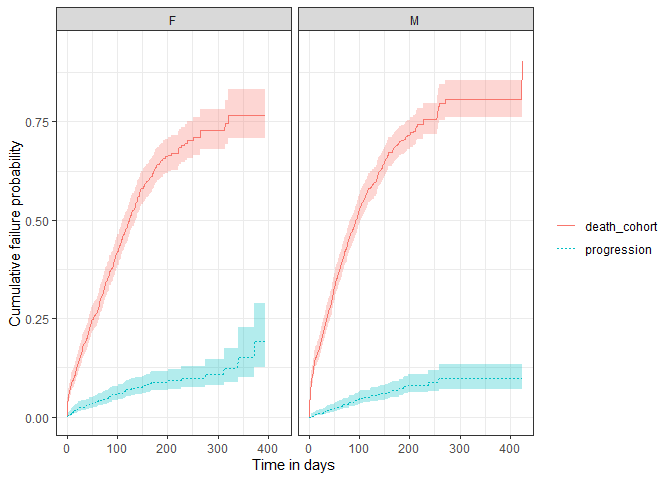 F
M
Cumulative failure probability
0.75
0.50
0.25
0.00
0 100 200 300 400
0 100 200 300 400
Time in days
death_cohort
progression